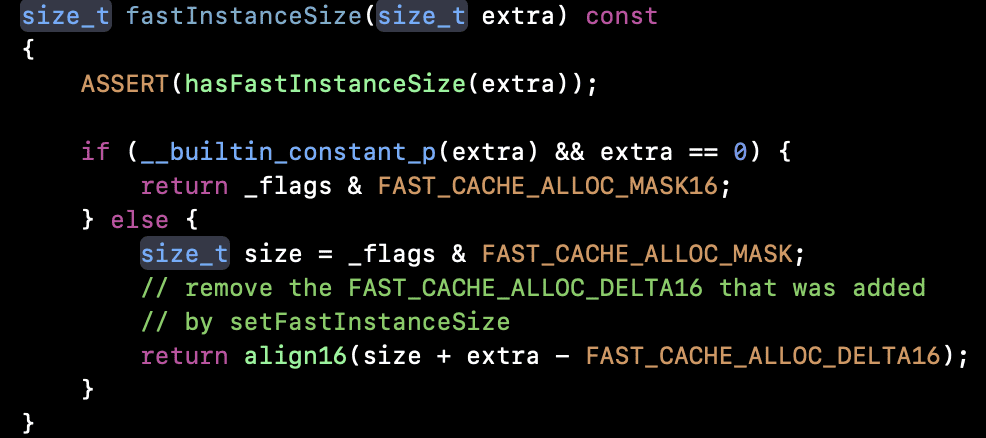 size_t fastInstanceSize(size_t extra) const
{
    ASSERT(hasFastInstanceSize(extra));

    if (__builtin_constant_p(extra) && extra == 0) {
        return _flags & FAST_CACHE_ALLOC_MASK16;
    } else {
        size_t size = _flags & FAST_CACHE_ALLOC_MASK;
        // remove the FAST_CACHE_ALLOC_DELTA16 that was added
        // by setFastInstanceSize
        return align16(size + extra - FAST_CACHE_ALLOC_DELTA16);
    }
}